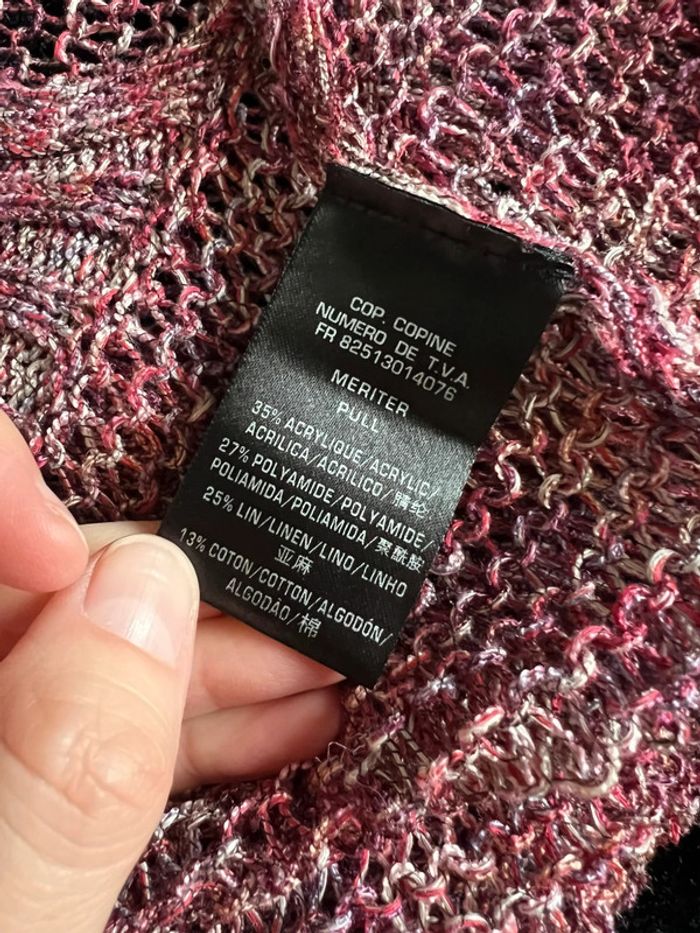 COP. COPINE
NUMERO DE T.V.A.
FR 82513014076
MERITER
PULL
35% ACRYLIQUE/ACRYLIC/
ACRILICA/ACRILICO/腈纶
27% POLYAMIDE/POLYAMIDE/
POLIAMIDA/POLIAMIDA/聚酰胺
25% LIN/LINEN/LINO/LINHO
亚麻
13% COTON/COTTON/ALGODÓN/
ALGODÃO/棉